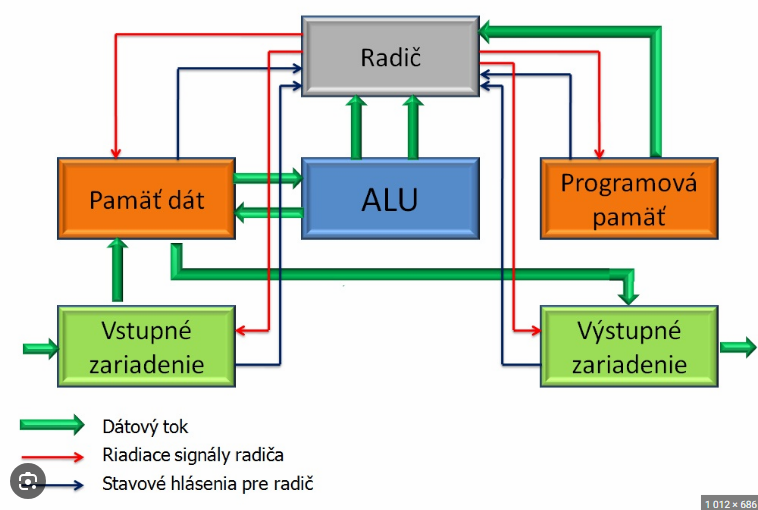 Radič
Pamäť dát
ALU
Programová
pamäť
Vstupné
zariadenie
Výstupné
zariadenie
Dátový tok
Riadiace signály radiča
Stavové hlásenia pre radič
1 012 × 686